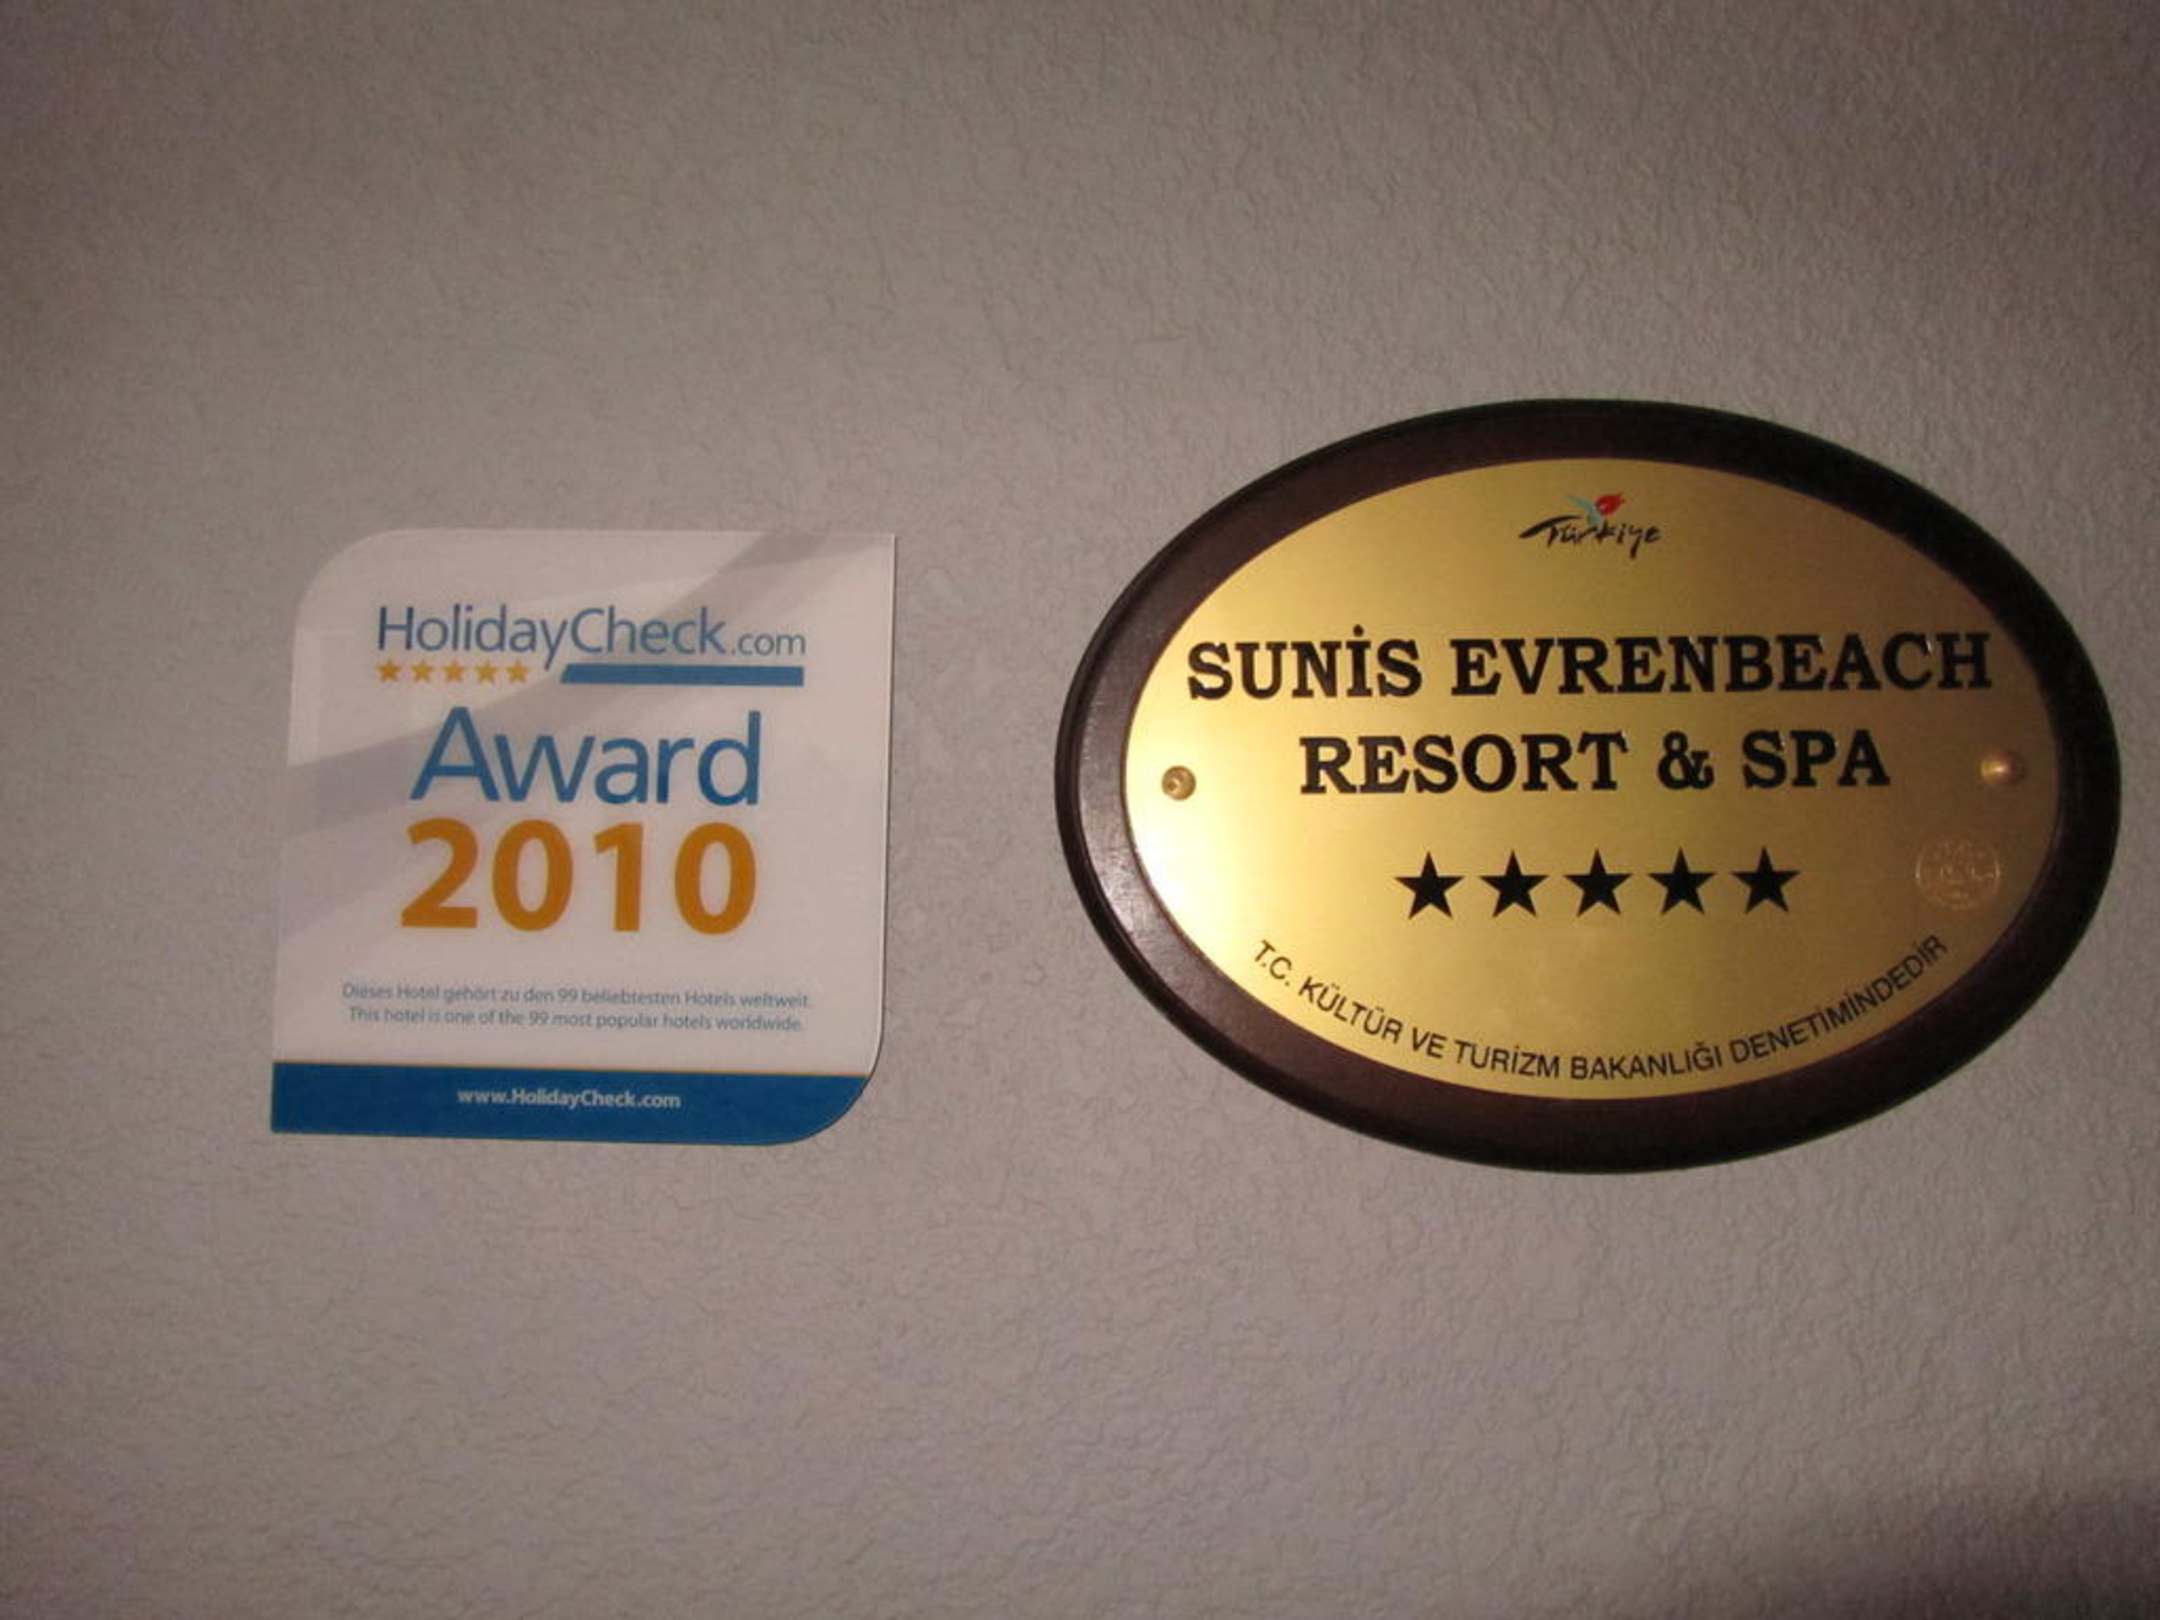 HolidayCheck.com
Award
2010
Dieses Hotel gehört zu den 99 beliebtesten Hotels weltweit.
This hotel is one of the 99 most popular hotels worldwide.
www.HolidayCheck.com
Türkiye
SUNİS EVRENBEACH
RESORT & SPA
T.C. KÜLTÜR VE TURİZM BAKANLIĞI DENETİMİNDEDİR